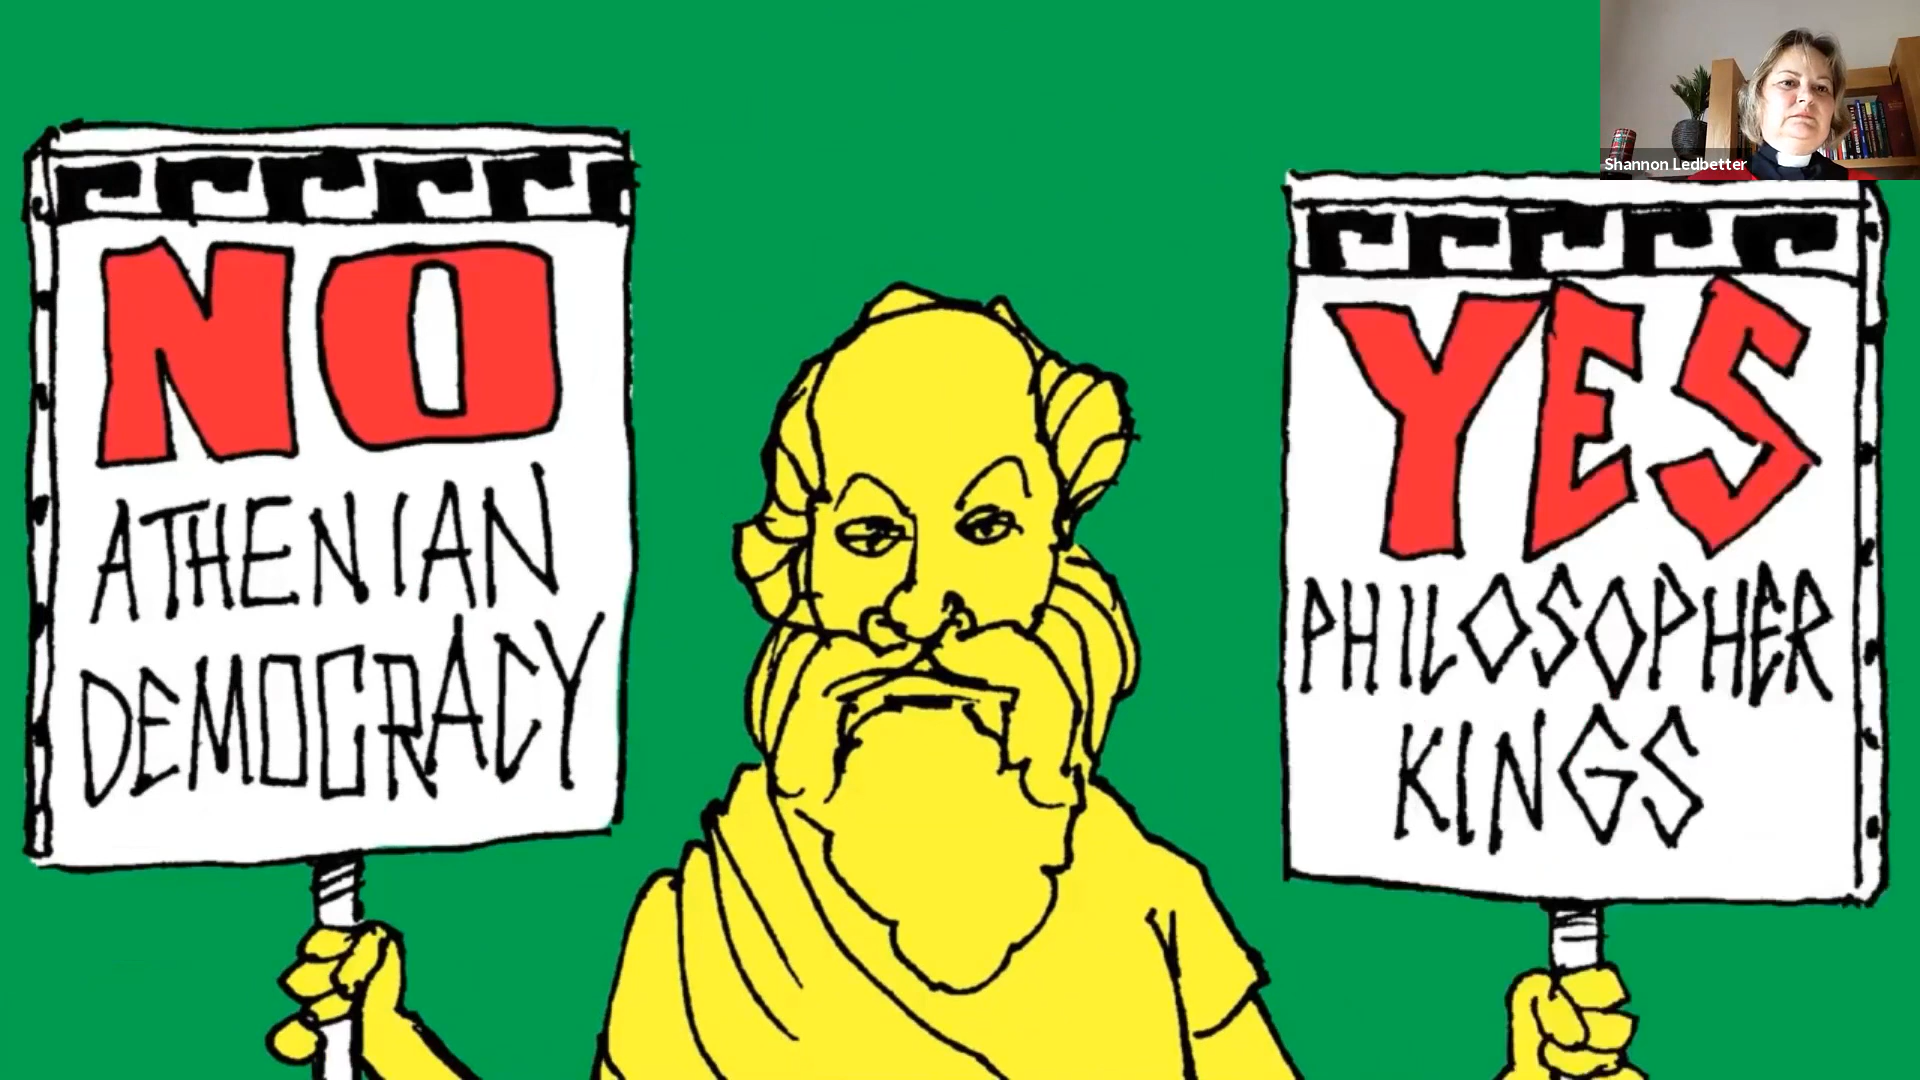 Shannon Ledbetter
NO
ATHENIAN
DEMOCRACY
YES
PHILOSOPHER
KINGS